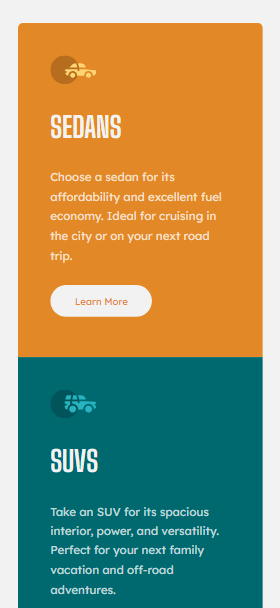 SEDANS
Choose a sedan for its
affordability and excellent fuel
economy. Ideal for cruising in
the city or on your next road
trip.
Learn More
SUVS
Take an SUV for its spacious
interior, power, and versatility.
Perfect for your next family
vacation and off-road
adventures.